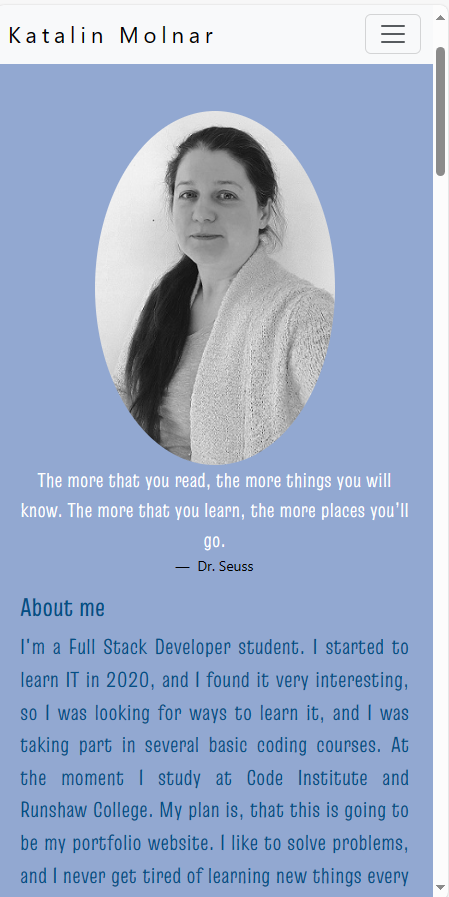 Katalin Molnar
The more that you read, the more things you will
know. The more that you learn, the more places you'll
go.
— Dr. Seuss
About me
I'm a Full Stack Developer student. I started to
learn IT in 2020, and I found it very interesting,
so I was looking for ways to learn it, and I was
taking part in several basic coding courses. At
the moment I study at Code Institute and
Runshaw College. My plan is, that this is going to
be my portfolio website. I like to solve problems,
and I never get tired of learning new things every